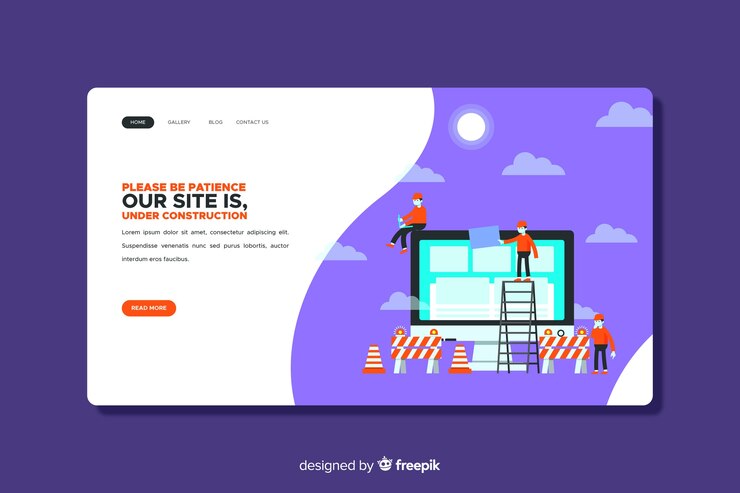 HOME GALLERY BLOG CONTACT US
PLEASE BE PATIENCE
OUR SITE IS,
UNDER CONSTRUCTION
Lorem ipsum dolor sit amet, consectetur adipiscing elit.
Suspendisse venenatis nunc sed purus lobortis, auctor
interdum eros faucibus.
READ MORE
designed by freepik